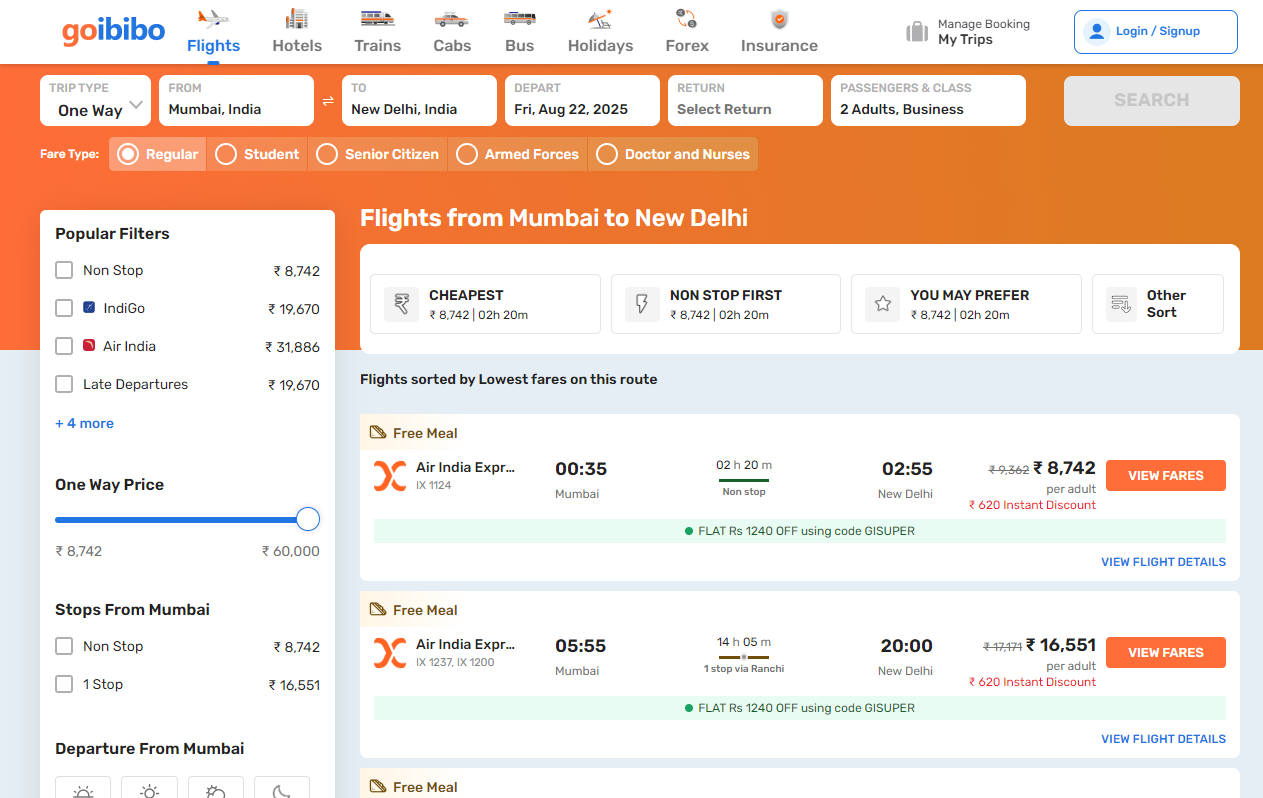 goibibo
Flights
Hotels
Trains
Cabs
Bus
Holidays
Forex
Insurance
Manage Booking
My Trips
Login / Signup
TRIP TYPE
One Way
FROM
Mumbai, India
TO
New Delhi, India
DEPART
Fri, Aug 22, 2025
RETURN
Select Return
PASSENGERS & CLASS
2 Adults, Business
SEARCH
Fare Type:
Regular
Student
Senior Citizen
Armed Forces
Doctor and Nurses
Popular Filters
Non Stop ₹ 8,742
IndiGo ₹ 19,670
Air India ₹ 31,886
Late Departures ₹ 19,670
+ 4 more
One Way Price
₹ 8,742 ₹ 60,000
Stops From Mumbai
Non Stop ₹ 8,742
1 Stop ₹ 16,551
Departure From Mumbai
Flights from Mumbai to New Delhi
CHEAPEST
₹ 8,742 | 02h 20m
NON STOP FIRST
₹ 8,742 | 02h 20m
YOU MAY PREFER
₹ 8,742 | 02h 20m
Other
Sort
Flights sorted by Lowest fares on this route
Free Meal
Air India Expr...
IX 1124
00:35
Mumbai
02 h 20 m
Non stop
02:55
New Delhi
₹ 9,362 ₹ 8,742
per adult
₹ 620 Instant Discount
VIEW FARES
FLAT Rs 1240 OFF using code GISUPER
VIEW FLIGHT DETAILS
Free Meal
Air India Expr...
IX 1237, IX 1200
05:55
Mumbai
14 h 05 m
1 stop via Ranchi
20:00
New Delhi
₹ 17,171 ₹ 16,551
per adult
₹ 620 Instant Discount
VIEW FARES
FLAT Rs 1240 OFF using code GISUPER
VIEW FLIGHT DETAILS
Free Meal